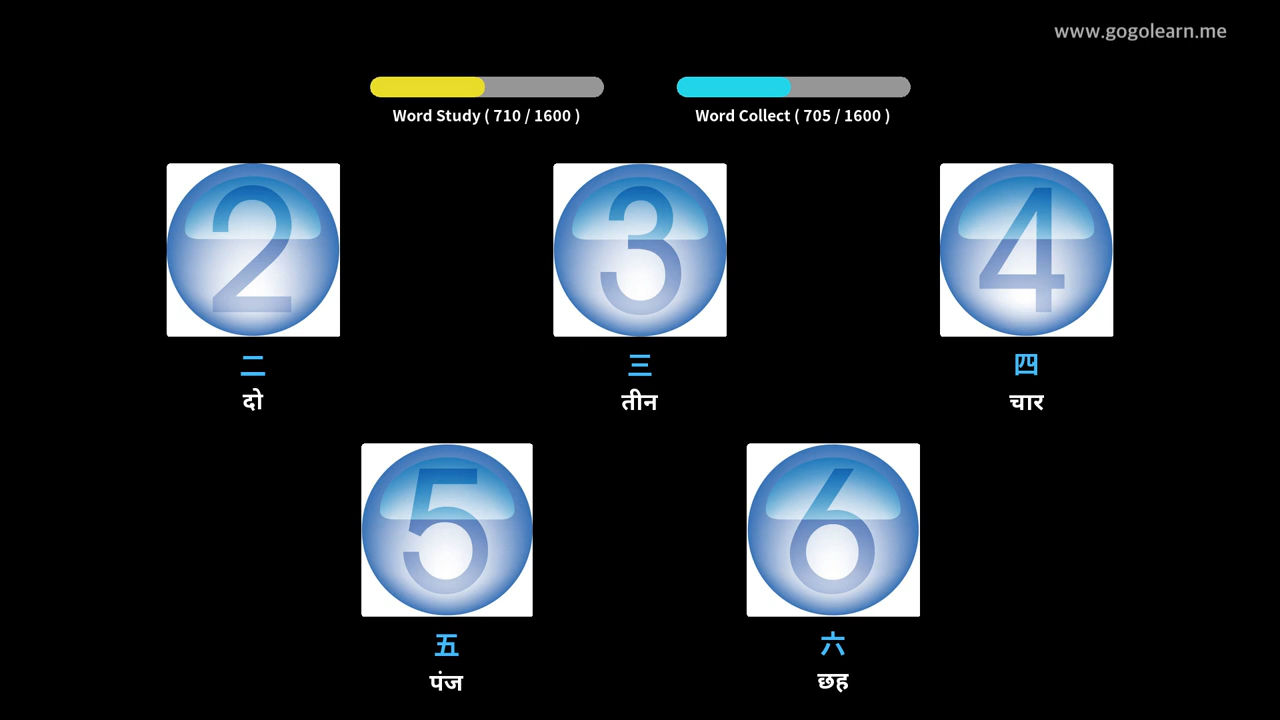 www.gogolearn.me
Word Study ( 710 / 1600 )
Word Collect ( 705 / 1600 )
2
3
4
二
三
四
दो
तीन
चार
5
6
五
六
पंज
छह